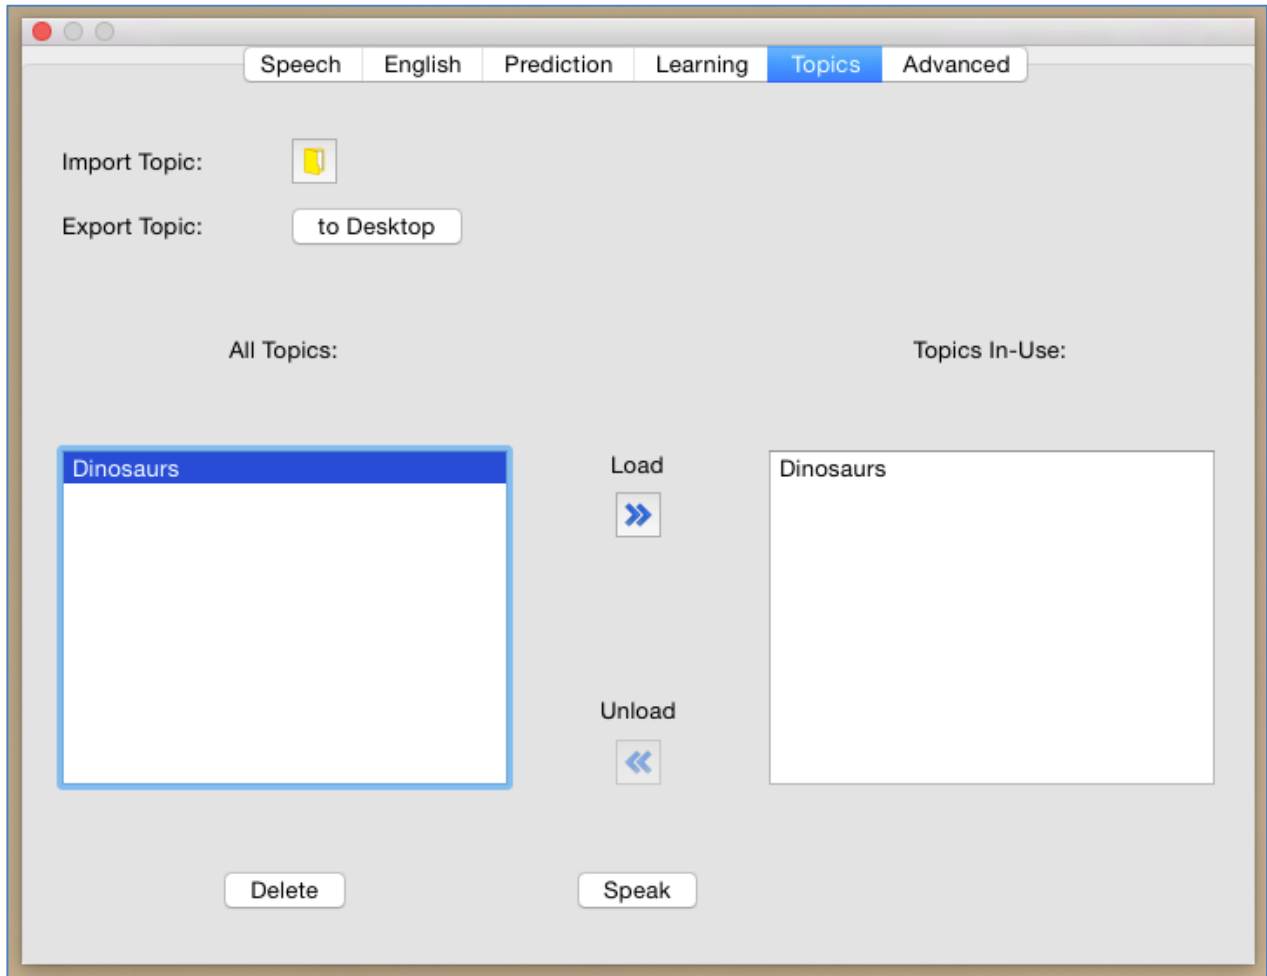 Speech English Prediction Learning Topics Advanced
Import Topic:
Export Topic: to Desktop
All Topics: Topics In-Use:
Dinosaurs Load Dinosaurs
Unload
Delete Speak